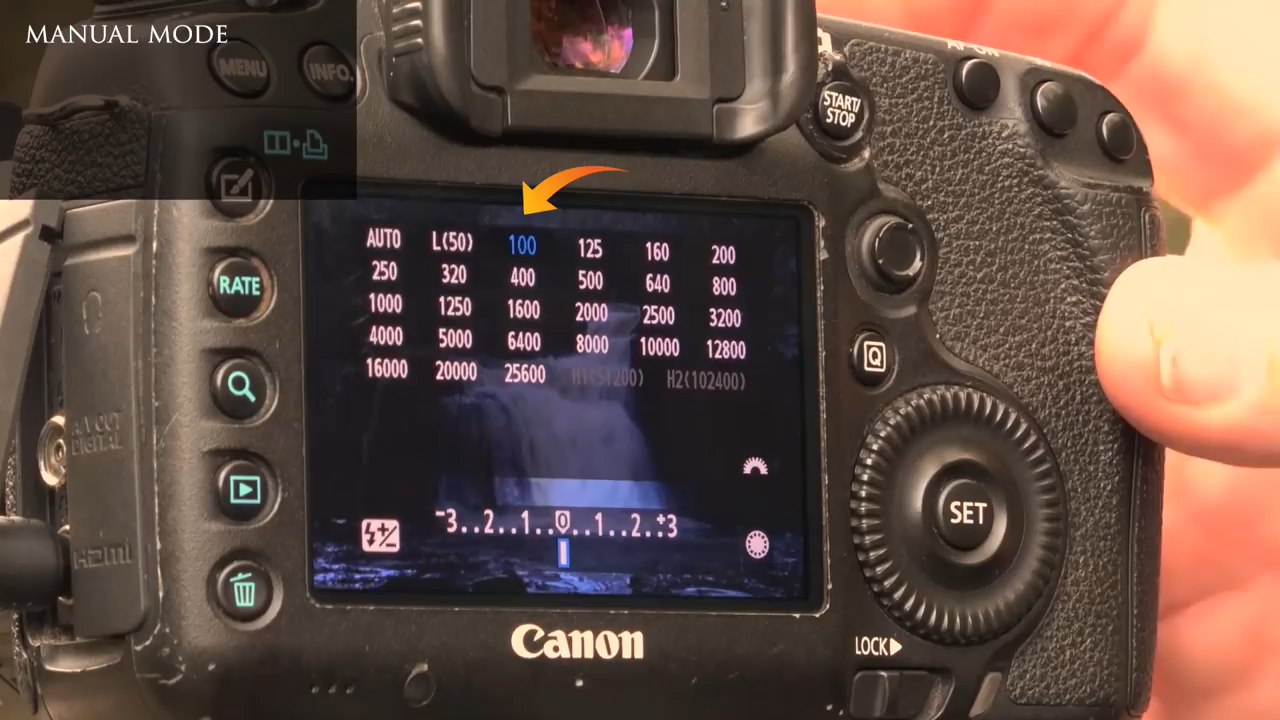 MANUAL MODE
MENU
INFO.
AF-ON
START/
STOP
RATE
AUTO L(50) 100 125 160 200
250 320 400 500 640 800
1000 1250 1600 2000 2500 3200
4000 5000 6400 8000 10000 12800
16000 20000 25600 H1(51200) H2(102400)
Q
A/V OUT
DIGITAL
SET
-3..2..1..0..1..2..+3
HDMI
Canon
LOCK